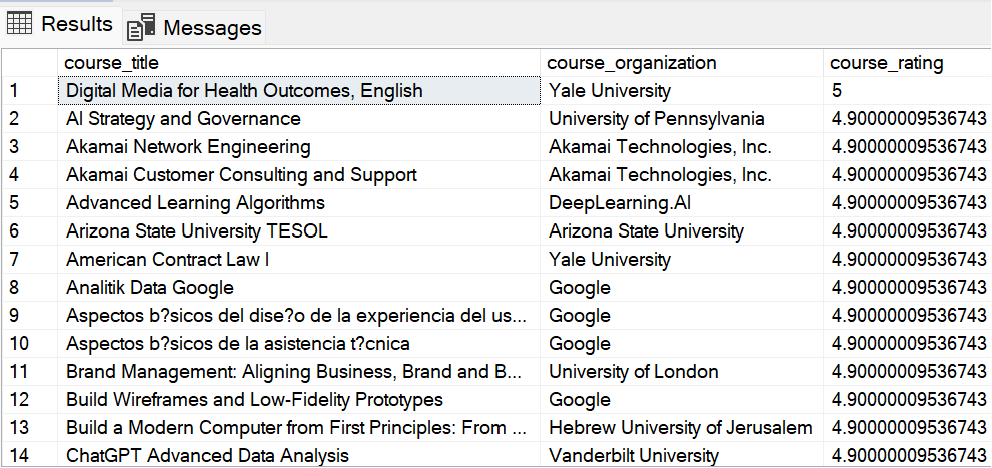 Results Messages
course_title course_organization course_rating
1 Digital Media for Health Outcomes, English Yale University 5
2 AI Strategy and Governance University of Pennsylvania 4.90000009536743
3 Akamai Network Engineering Akamai Technologies, Inc. 4.90000009536743
4 Akamai Customer Consulting and Support Akamai Technologies, Inc. 4.90000009536743
5 Advanced Learning Algorithms DeepLearning.AI 4.90000009536743
6 Arizona State University TESOL Arizona State University 4.90000009536743
7 American Contract Law I Yale University 4.90000009536743
8 Analitik Data Google Google 4.90000009536743
9 Aspectos b?sicos del dise?o de la experiencia del us... Google 4.90000009536743
10 Aspectos b?sicos de la asistencia t?cnica Google 4.90000009536743
11 Brand Management: Aligning Business, Brand and B... University of London 4.90000009536743
12 Build Wireframes and Low-Fidelity Prototypes Google 4.90000009536743
13 Build a Modern Computer from First Principles: From ... Hebrew University of Jerusalem 4.90000009536743
14 ChatGPT Advanced Data Analysis Vanderbilt University 4.90000009536743